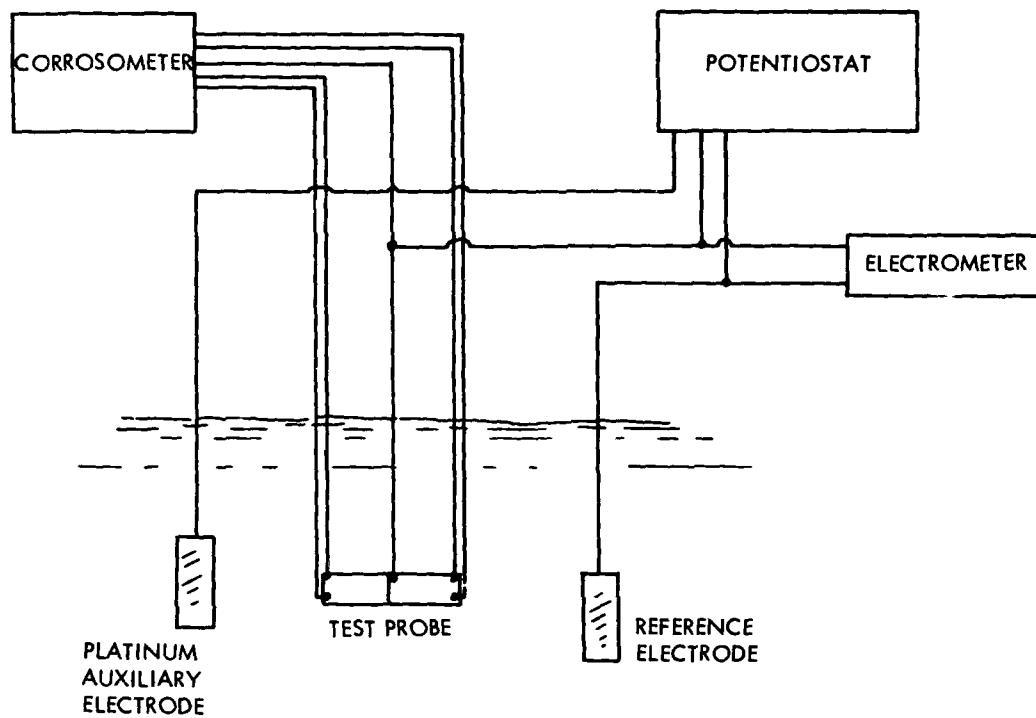 CORROSOMETER
POTENTIOSTAT
ELECTROMETER
TEST PROBE
REFERENCE
ELECTRODE
PLATINUM
AUXILIARY
ELECTRODE